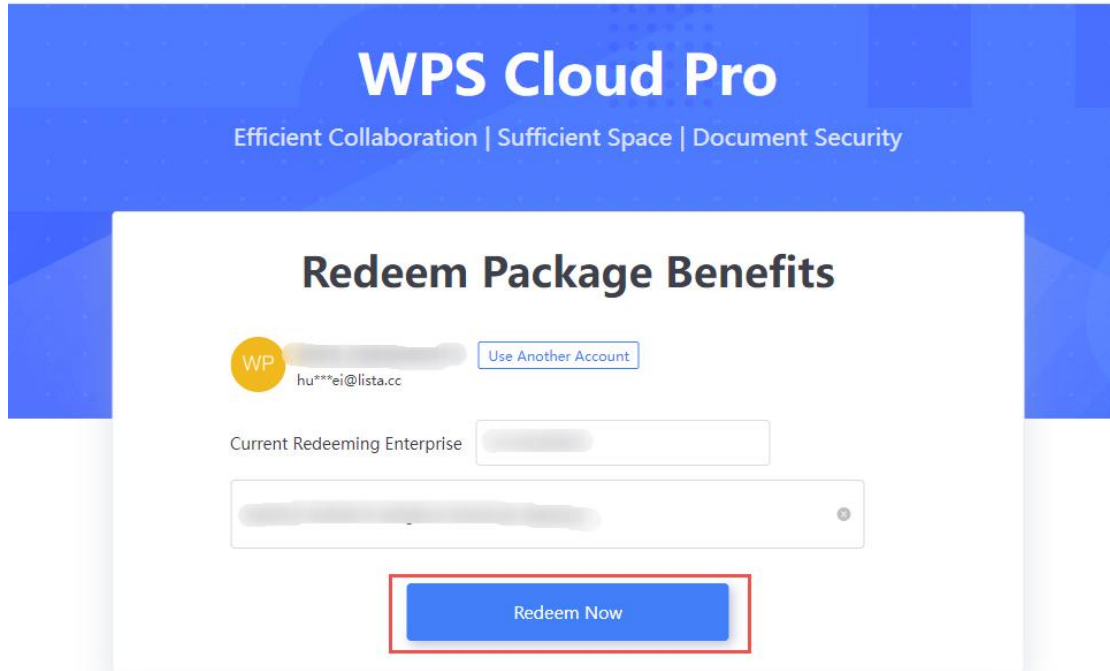 WPS Cloud Pro
Efficient Collaboration | Sufficient Space | Document Security
Redeem Package Benefits
WP
Use Another Account
hu***ei@lista.cc
Current Redeeming Enterprise
Redeem Now